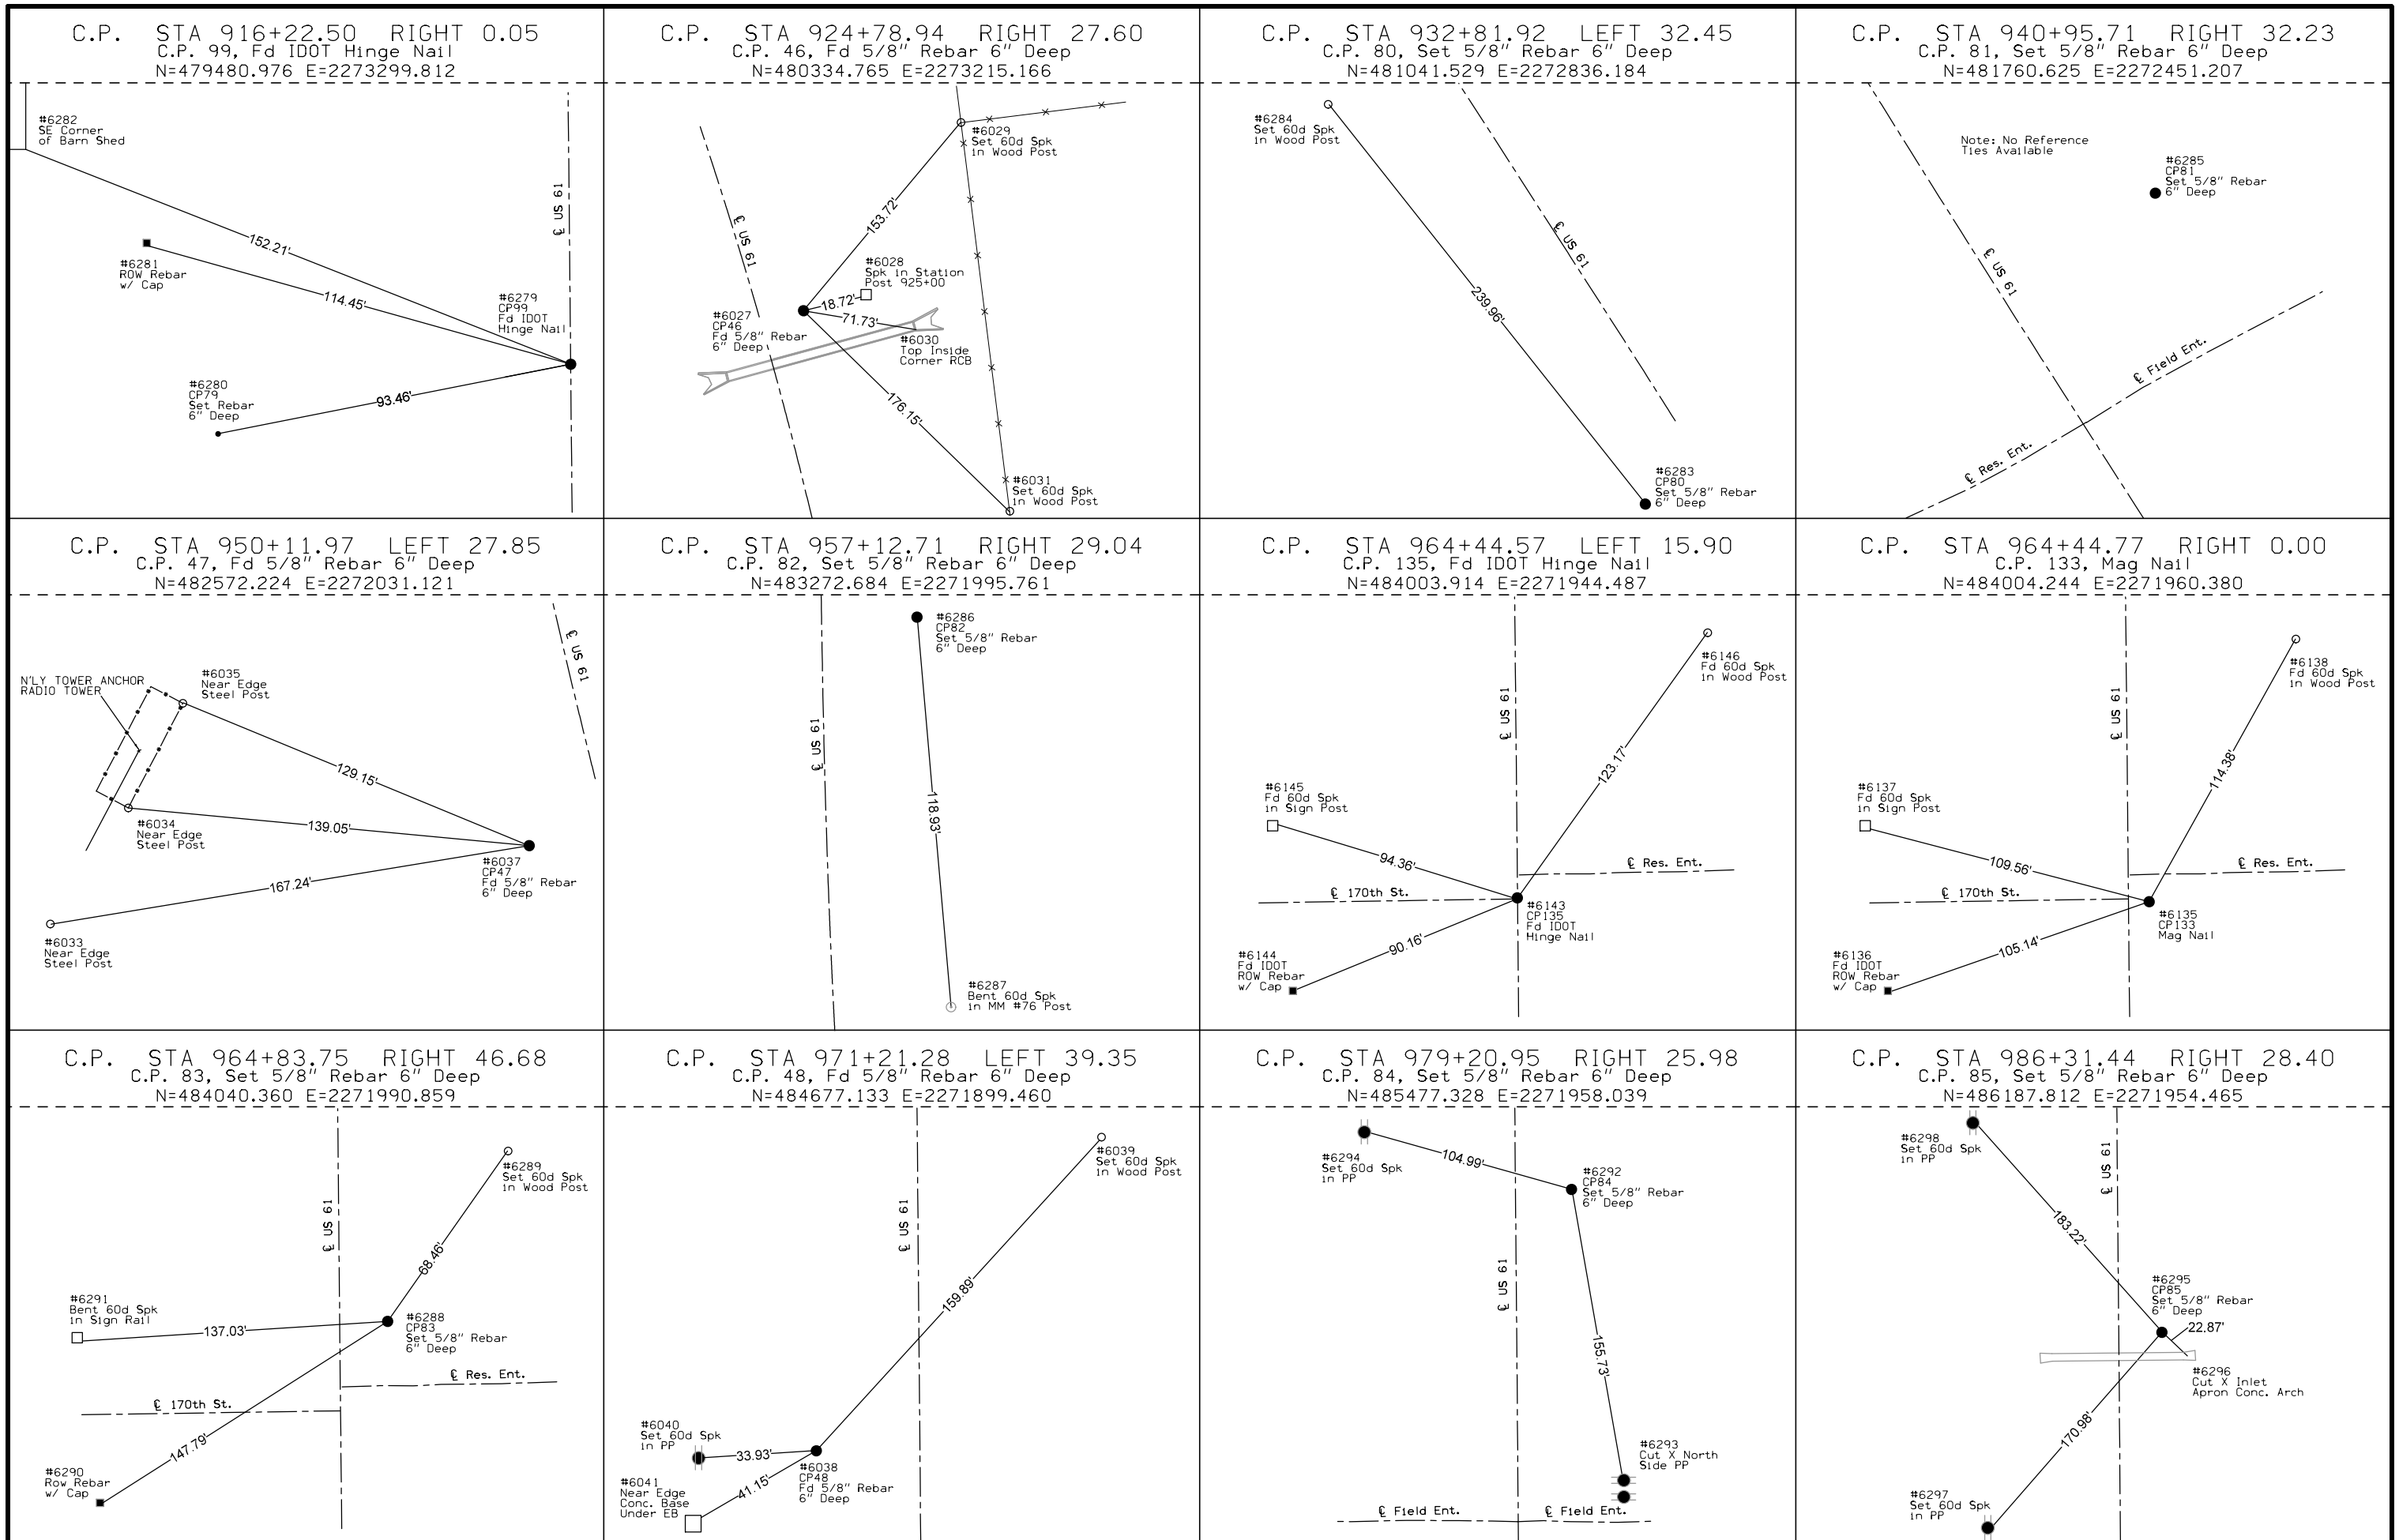 C.P. STA 916+22.50 RIGHT 0.05
C.P. 99, Fd IDOT Hinge Nail
N=479480.976 E=2273299.812
#6282
SE Corner
of Barn Shed
℄ US 61
152.21'
#6281
ROW Rebar
w/ Cap
114.45'
#6279
CP99
Fd IDOT
Hinge Nail
#6280
CP79
Set Rebar
6" Deep
93.46'
C.P. STA 924+78.94 RIGHT 27.60
C.P. 46, Fd 5/8" Rebar 6" Deep
N=480334.765 E=2273215.166
#6029
Set 60d Spk
in Wood Post
℄ US 61
153.72'
#6028
Spk in Station
Post 925+00
18.72'
71.73'
#6027
CP46
Fd 5/8" Rebar
6" Deep
#6030
Top Inside
Corner RCB
176.15'
#6031
Set 60d Spk
in Wood Post
C.P. STA 932+81.92 LEFT 32.45
C.P. 80, Set 5/8" Rebar 6" Deep
N=481041.529 E=2272836.184
#6284
Set 60d Spk
in Wood Post
℄ US 61
239.96'
#6283
CP80
Set 5/8" Rebar
6" Deep
C.P. STA 940+95.71 RIGHT 32.23
C.P. 81, Set 5/8" Rebar 6" Deep
N=481760.625 E=2272451.207
Note: No Reference
Ties Available
#6285
CP81
Set 5/8" Rebar
6" Deep
℄ US 61
℄ Field Ent.
℄ Res. Ent.
C.P. STA 950+11.97 LEFT 27.85
C.P. 47, Fd 5/8" Rebar 6" Deep
N=482572.224 E=2272031.121
℄ US 61
N'LY TOWER ANCHOR
RADIO TOWER
#6035
Near Edge
Steel Post
129.15'
#6034
Near Edge
Steel Post
139.05'
#6037
CP47
Fd 5/8" Rebar
6" Deep
167.24'
#6033
Near Edge
Steel Post
C.P. STA 957+12.71 RIGHT 29.04
C.P. 82, Set 5/8" Rebar 6" Deep
N=483272.684 E=2271995.761
#6286
CP82
Set 5/8" Rebar
6" Deep
℄ US 61
118.93'
#6287
Bent 60d Spk
in MM #76 Post
C.P. STA 964+44.57 LEFT 15.90
C.P. 135, Fd IDOT Hinge Nail
N=484003.914 E=2271944.487
#6146
Fd 60d Spk
in Wood Post
℄ US 61
123.17'
#6145
Fd 60d Spk
in Sign Post
94.36'
℄ Res. Ent.
℄ 170th St.
#6143
CP135
Fd IDOT
Hinge Nail
90.16'
#6144
Fd IDOT
ROW Rebar
w/ Cap
C.P. STA 964+44.77 RIGHT 0.00
C.P. 133, Mag Nail
N=484004.244 E=2271960.380
#6138
Fd 60d Spk
in Wood Post
℄ US 61
114.38'
#6137
Fd 60d Spk
in Sign Post
109.56'
℄ Res. Ent.
℄ 170th St.
#6135
CP133
Mag Nail
105.14'
#6136
Fd IDOT
ROW Rebar
w/ Cap
C.P. STA 964+83.75 RIGHT 46.68
C.P. 83, Set 5/8" Rebar 6" Deep
N=484040.360 E=2271990.859
#6289
Set 60d Spk
in Wood Post
℄ US 61
68.46'
#6291
Bent 60d Spk
in Sign Rail
137.03'
#6288
CP83
Set 5/8" Rebar
6" Deep
℄ Res. Ent.
℄ 170th St.
147.79'
#6290
Row Rebar
w/ Cap
C.P. STA 971+21.28 LEFT 39.35
C.P. 48, Fd 5/8" Rebar 6" Deep
N=484677.133 E=2271899.460
#6039
Set 60d Spk
in Wood Post
℄ US 61
159.89'
#6040
Set 60d Spk
in PP
33.93'
#6038
CP48
Fd 5/8" Rebar
6" Deep
#6041
Near Edge
Conc. Base
Under EB
41.15'
C.P. STA 979+20.95 RIGHT 25.98
C.P. 84, Set 5/8" Rebar 6" Deep
N=485477.328 E=2271958.039
#6294
Set 60d Spk
in PP
104.99'
#6292
CP84
Set 5/8" Rebar
6" Deep
℄ US 61
155.73'
#6293
Cut X North
Side PP
℄ Field Ent.
℄ Field Ent.
C.P. STA 986+31.44 RIGHT 28.40
C.P. 85, Set 5/8" Rebar 6" Deep
N=486187.812 E=2271954.465
#6298
Set 60d Spk
in PP
℄ US 61
183.22'
#6295
CP85
Set 5/8" Rebar
6" Deep
22.87'
#6296
Cut X Inlet
Apron Conc. Arch
170.98'
#6297
Set 60d Spk
in PP